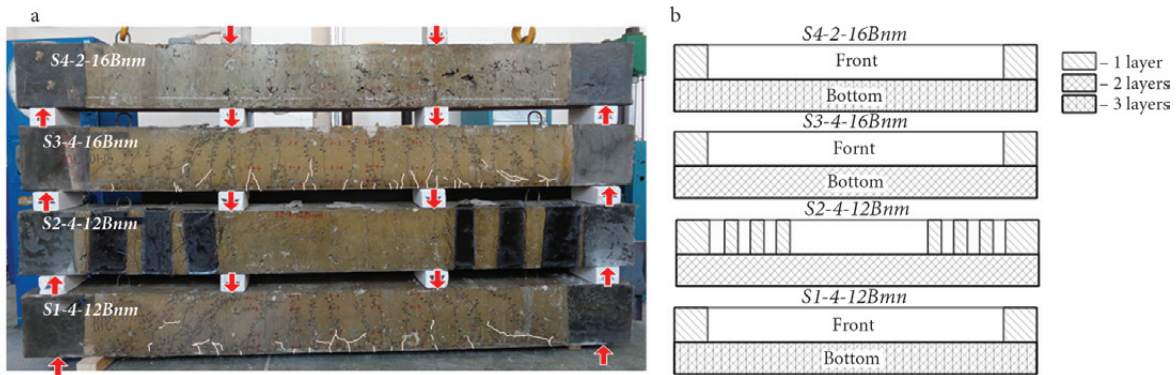 a
S4-2-16Bnm
S3-4-16Bnm
S2-4-12Bnm
S1-4-12Bnm
b
S4-2-16Bnm
Front
Bottom
S3-4-16Bnm
Fornt
Bottom
S2-4-12Bnm
S1-4-12Bmn
Front
Bottom
– 1 layer
– 2 layers
– 3 layers